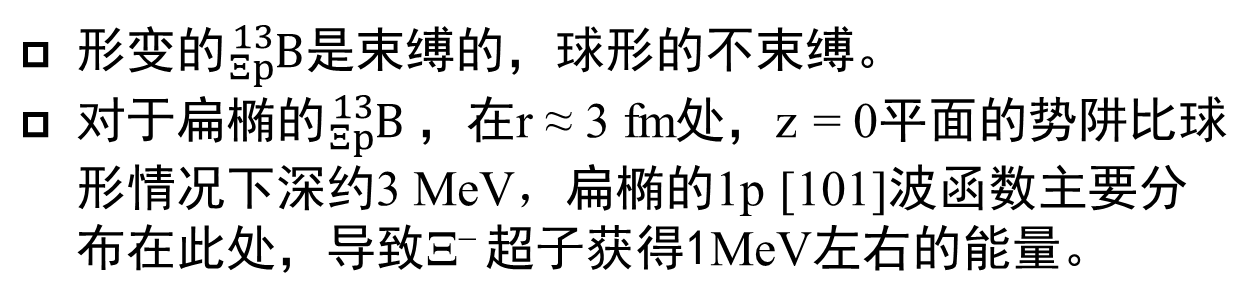 □ 形变的¹³ΞpB是束缚的，球形的不束缚。
□ 对于扁椭的¹³ΞpB ，在r ≈ 3 fm处，z = 0平面的势阱比球
形情况下深约3 MeV，扁椭的1p [101]波函数主要分
布在此处，导致Ξ⁻ 超子获得1MeV左右的能量。